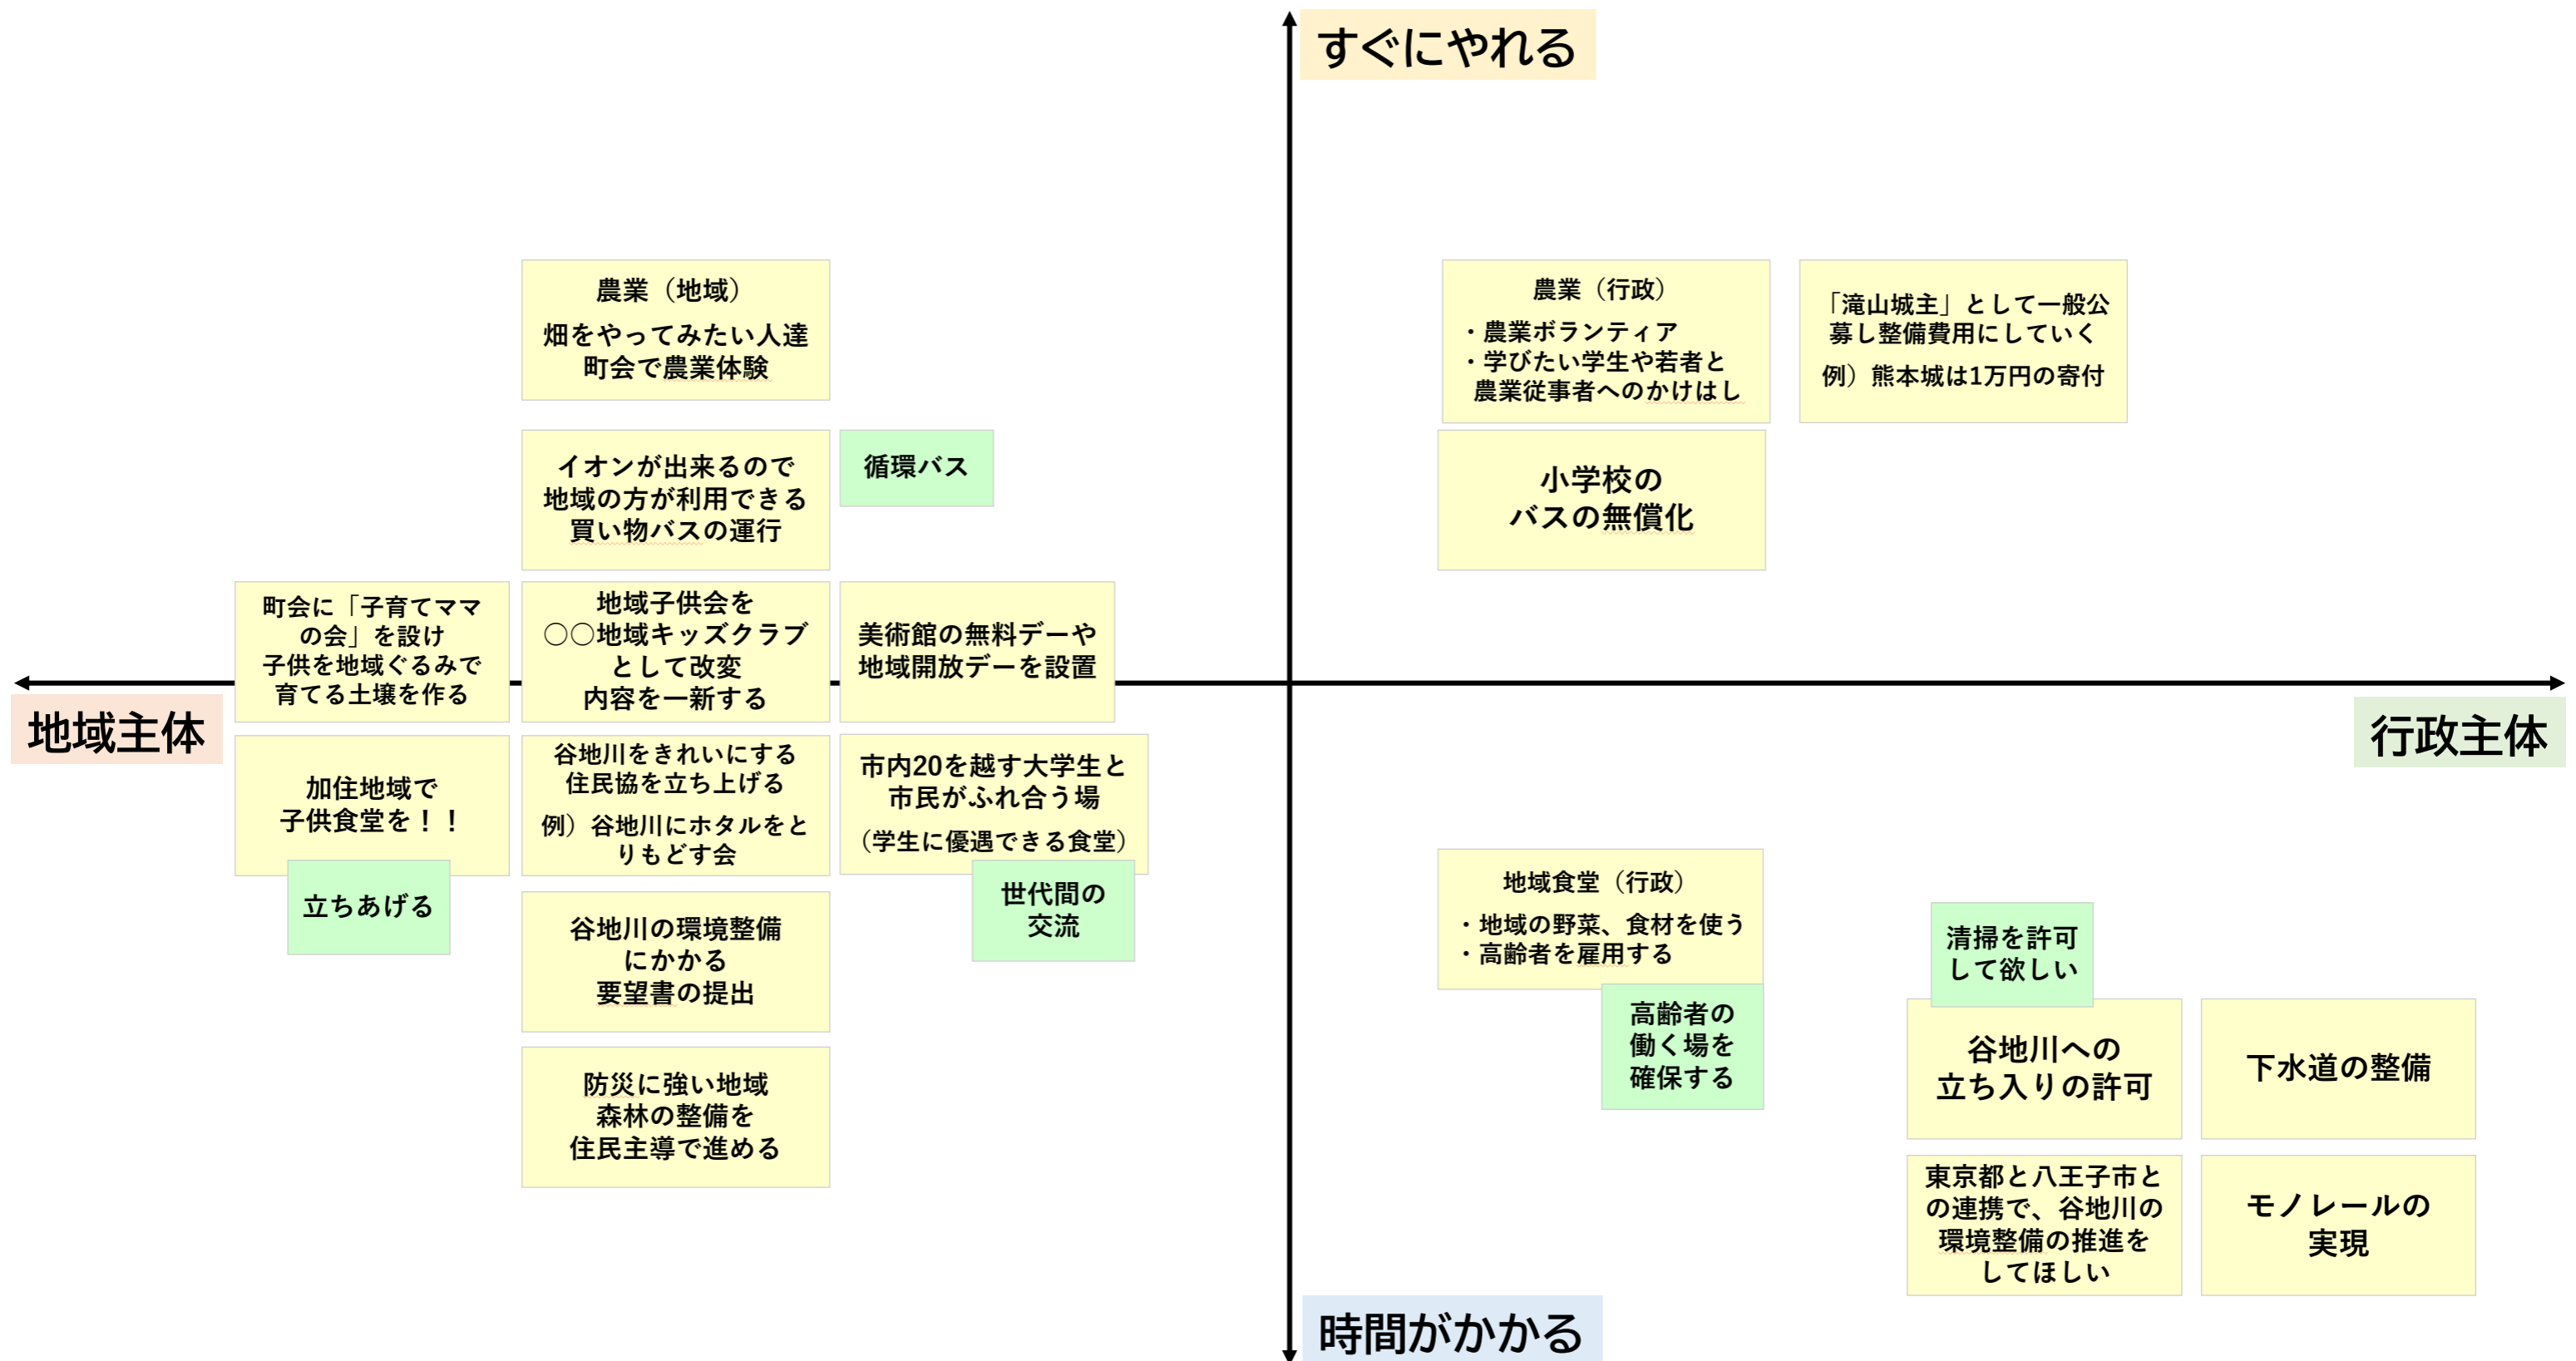 すぐにやれる
農業（地域）
畑をやってみたい人達
町会で農業体験
農業（行政）
・農業ボランティア
・学びたい学生や若者と
農業従事者へのかけはし
「滝山城主」として一般公
募し整備費用にしていく
例）熊本城は1万円の寄付
イオンが出来るので
地域の方が利用できる
買い物バスの運行
循環バス
小学校の
バスの無償化
町会に「子育てママ
の会」を設け
子供を地域ぐるみで
育てる土壌を作る
地域子供会を
○○地域キッズクラブ
として改変
内容を一新する
美術館の無料デーや
地域開放デーを設置
地域主体
行政主体
加住地域で
子供食堂を！！
立ちあげる
谷地川をきれいにする
住民協を立ち上げる
例）谷地川にホタルをと
りもどす会
市内20を越す大学生と
市民がふれ合う場
（学生に優遇できる食堂）
世代間の
交流
谷地川の環境整備
にかかる
要望書の提出
防災に強い地域
森林の整備を
住民主導で進める
地域食堂（行政）
・地域の野菜、食材を使う
・高齢者を雇用する
高齢者の
働く場を
確保する
清掃を許可
して欲しい
谷地川への
立ち入りの許可
下水道の整備
東京都と八王子市と
の連携で、谷地川の
環境整備の推進を
してほしい
モノレールの
実現
時間がかかる